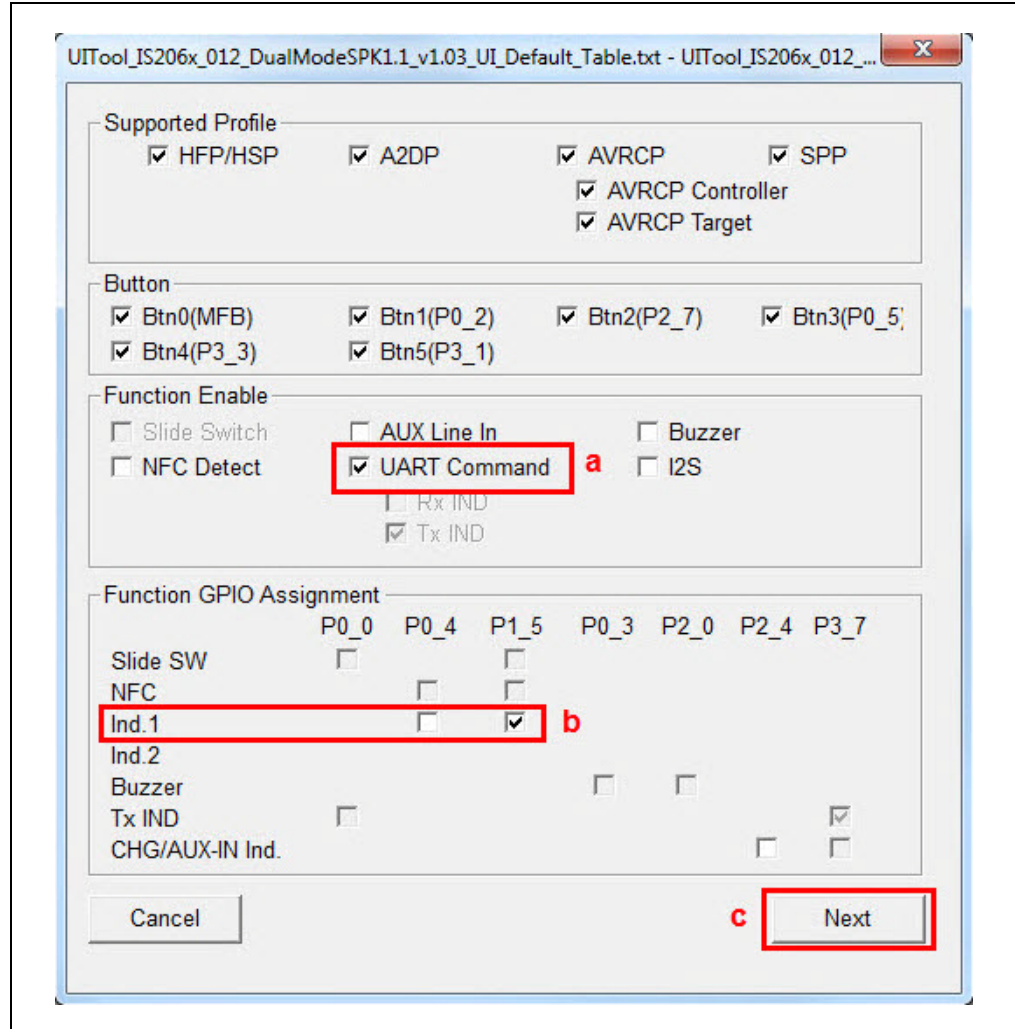 UITool_IS206x_012_DualModeSPK1.1_v1.03_UI_Default_Table.txt - UITool_IS206x_012_...
Supported Profile
HFP/HSP A2DP AVRCP SPP
AVRCP Controller
AVRCP Target
Button
Btn0(MFB) Btn1(P0_2) Btn2(P2_7) Btn3(P0_5)
Btn4(P3_3) Btn5(P3_1)
Function Enable
Slide Switch AUX Line In Buzzer
NFC Detect UART Command a I2S
Rx IND
Tx IND
Function GPIO Assignment
P0_0 P0_4 P1_5 P0_3 P2_0 P2_4 P3_7
Slide SW
NFC
Ind.1 b
Ind.2
Buzzer
Tx IND
CHG/AUX-IN Ind.
Cancel c Next